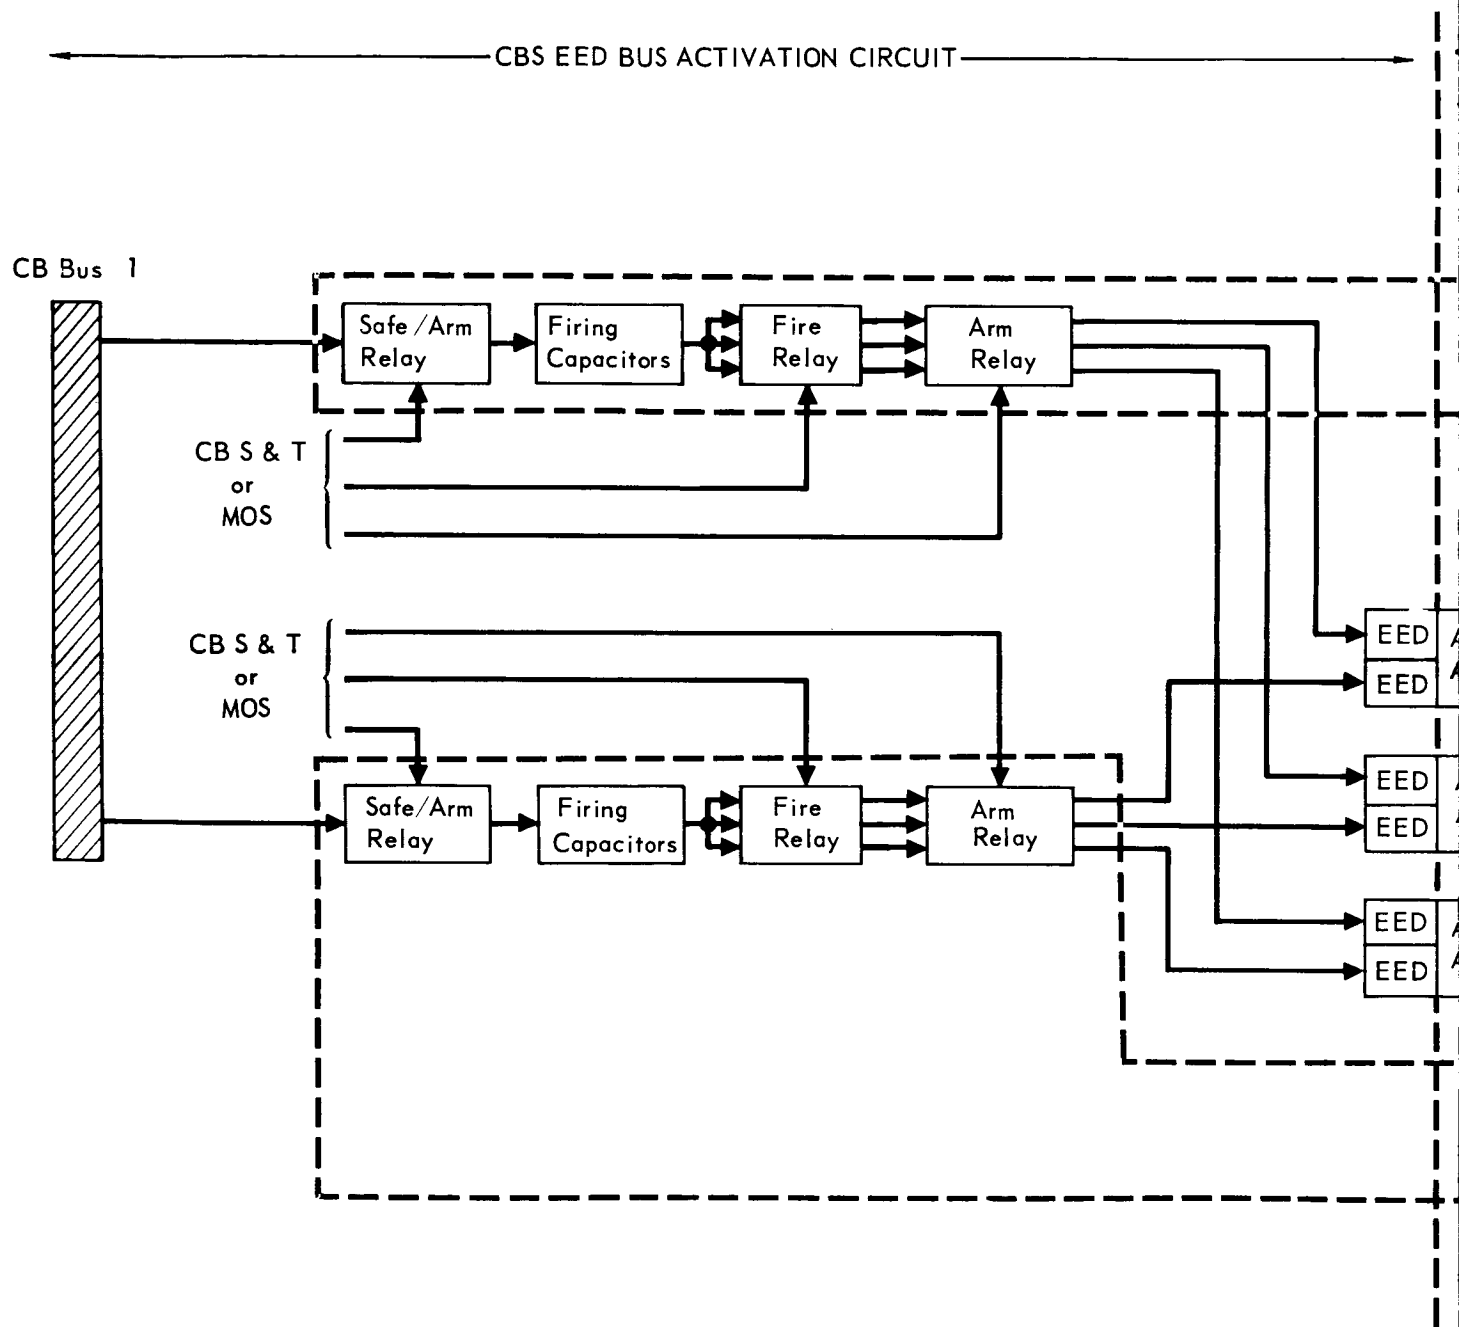 CBS EED BUS ACTIVATION CIRCUIT
CB Bus 1
Safe/Arm
Relay
Firing
Capacitors
Fire
Relay
Arm
Relay
CB S & T
or
MOS
CB S & T
or
MOS
Safe/Arm
Relay
Firing
Capacitors
Fire
Relay
Arm
Relay
EED
EED
EED
EED
EED
EED